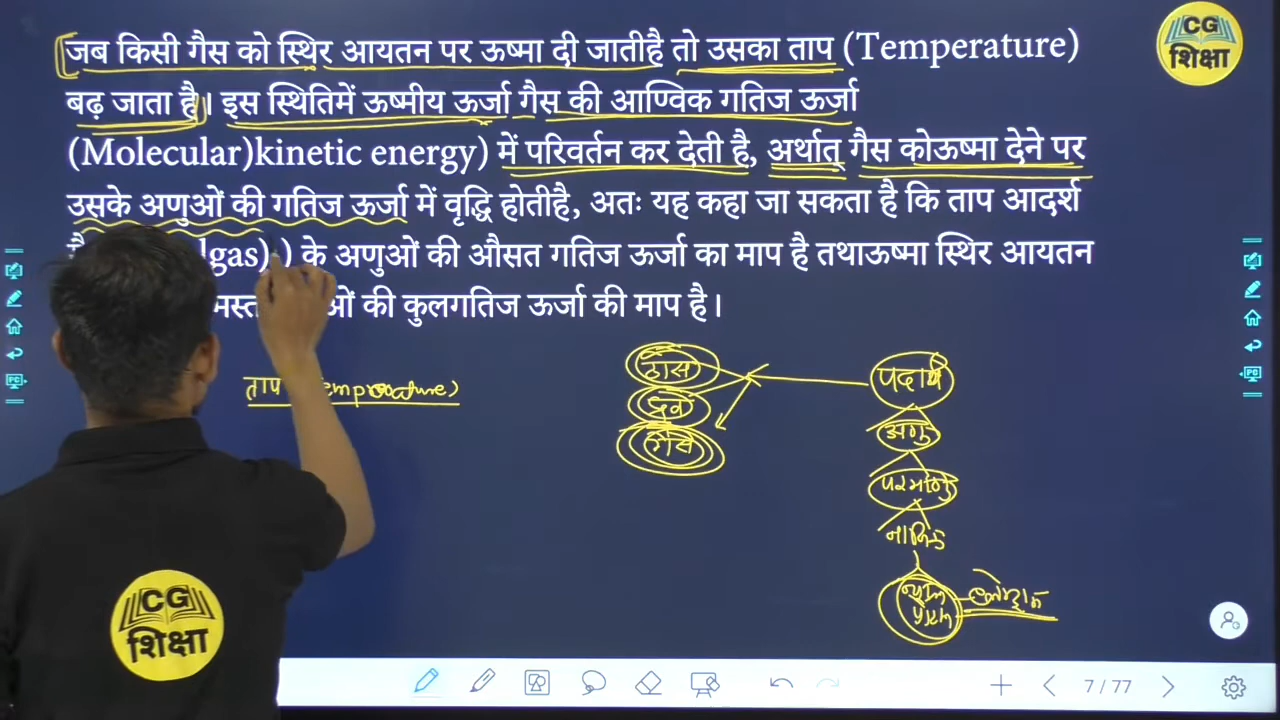 जब किसी गैस को स्थिर आयतन पर ऊष्मा दी जातीहै तो उसका ताप (Temperature)
बढ़ जाता है। इस स्थितिमें ऊष्मीय ऊर्जा गैस की आण्विक गतिज ऊर्जा
(Molecular)kinetic energy) में परिवर्तन कर देती है, अर्थात् गैस कोऊष्मा देने पर
उसके अणुओं की गतिज ऊर्जा में वृद्धि होतीहै, अतः यह कहा जा सकता है कि ताप आदर्श
lgas) ) के अणुओं की औसत गतिज ऊर्जा का माप है तथाऊष्मा स्थिर आयतन
की कुलगतिज ऊर्जा की माप है।
CG
शिक्षा
ताप
ठोस
द्रव
गैस
पदार्थ
अणु
परमाणु
CG
शिक्षा
7 / 77
PC
PC